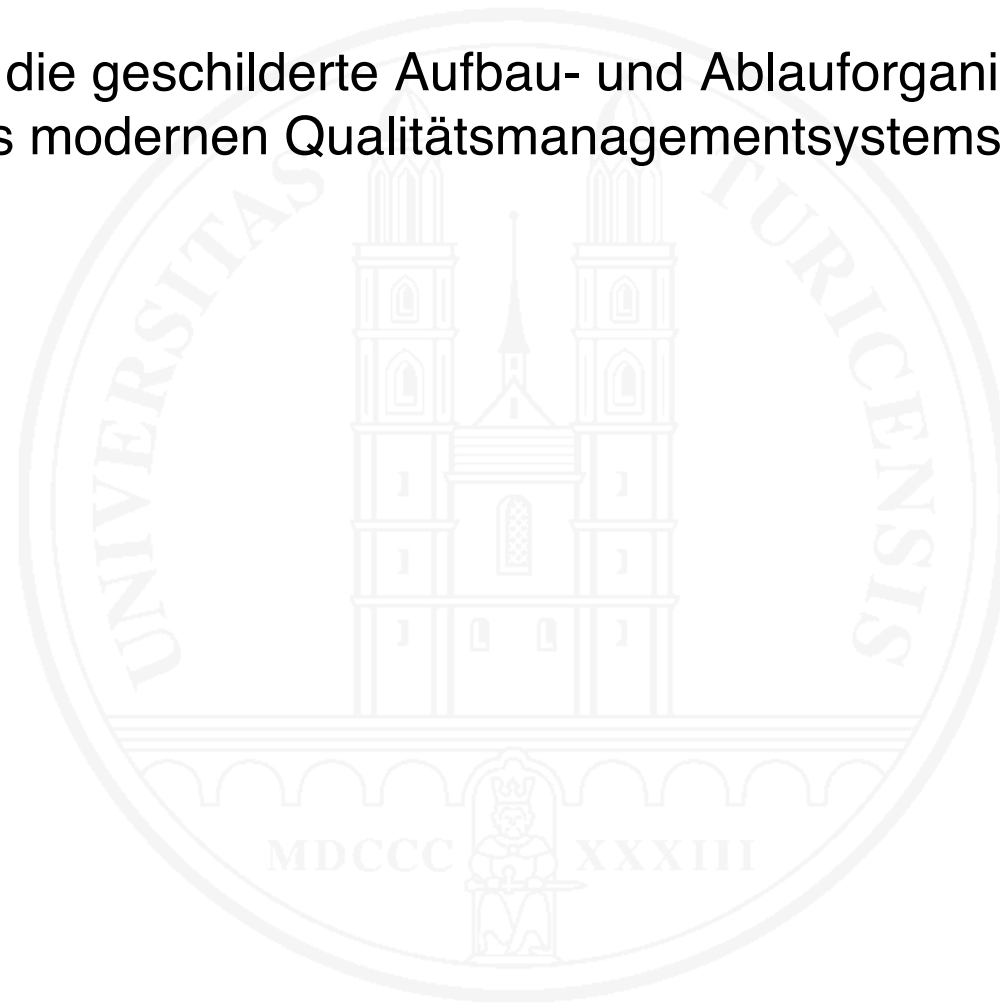 die geschilderte Aufbau- und Ablauforgani
s modernen Qualitätsmanagementsystems
UNIVERSITAS TURICENSIS
MDCCC XXXIII